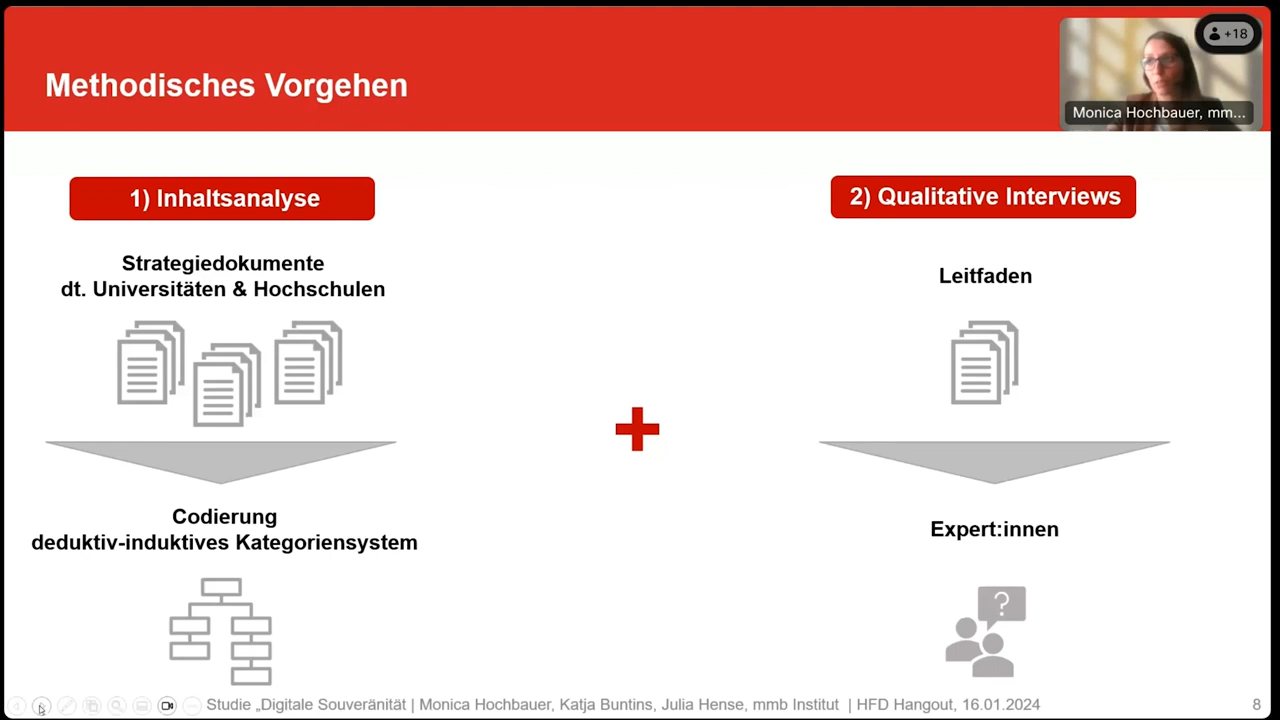 Methodisches Vorgehen
+18
Monica Hochbauer, mm...
1) Inhaltsanalyse
Strategiedokumente
dt. Universitäten & Hochschulen
Codierung
deduktiv-induktives Kategoriensystem
2) Qualitative Interviews
Leitfaden
Expert:innen
?
Studie „Digitale Souveränität | Monica Hochbauer, Katja Buntins, Julia Hense, mmb Institut | HFD Hangout, 16.01.2024
8